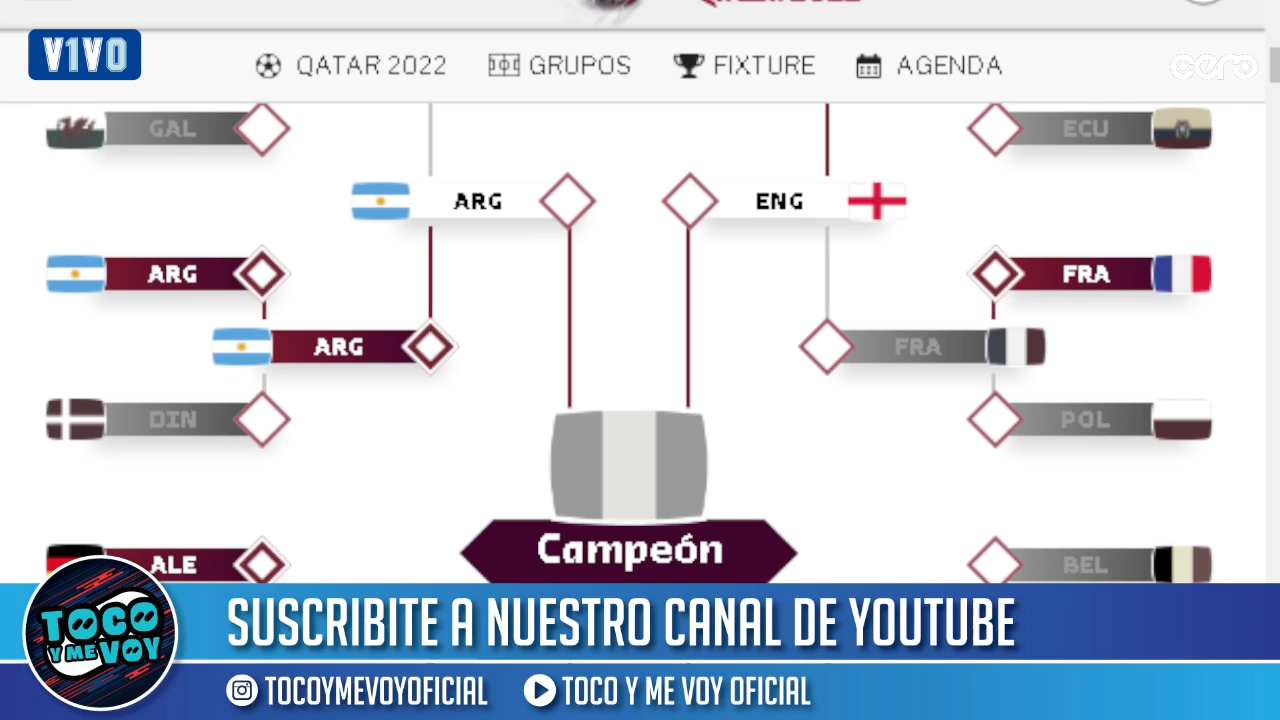 V1V0
QATAR 2022
GRUPOS
FIXTURE
AGENDA
cero
GAL
ECU
ARG
ENG
ARG
FRA
ARG
FRA
DIN
POL
Campeón
ALE
BEL
TOCO
Y ME VOY
SUSCRIBITE A NUESTRO CANAL DE YOUTUBE
TOCOYMEVOYOFICIAL
TOCO Y ME VOY OFICIAL